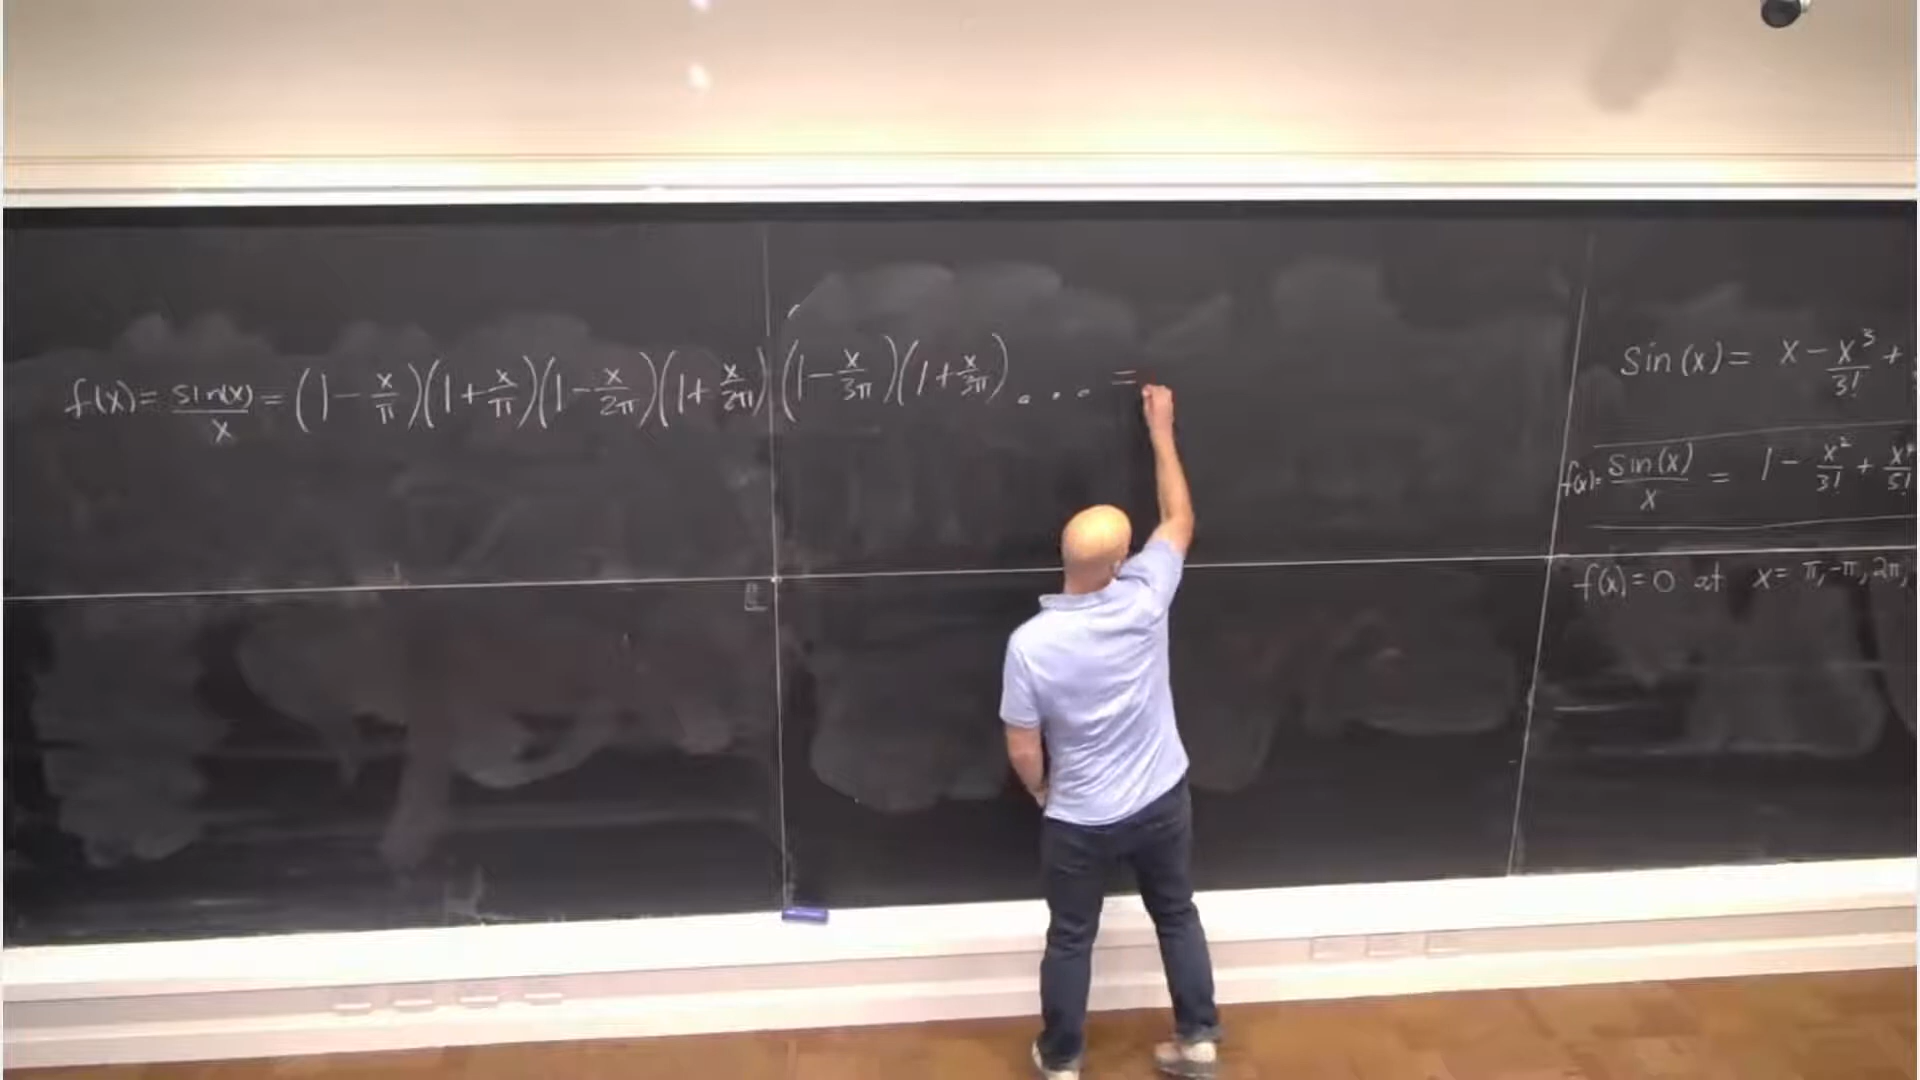 f(x) = sin(x)/x = (1 - x/π)(1 + x/π)(1 - x/2π)(1 + x/2π)(1 - x/3π)(1 + x/3π) . . . =
Sin(x) = x - x³/3! +
f(x) = Sin(x)/x = 1 - x²/3! + x⁴/5!
f(x) = 0 at x = π, -π, 2π,